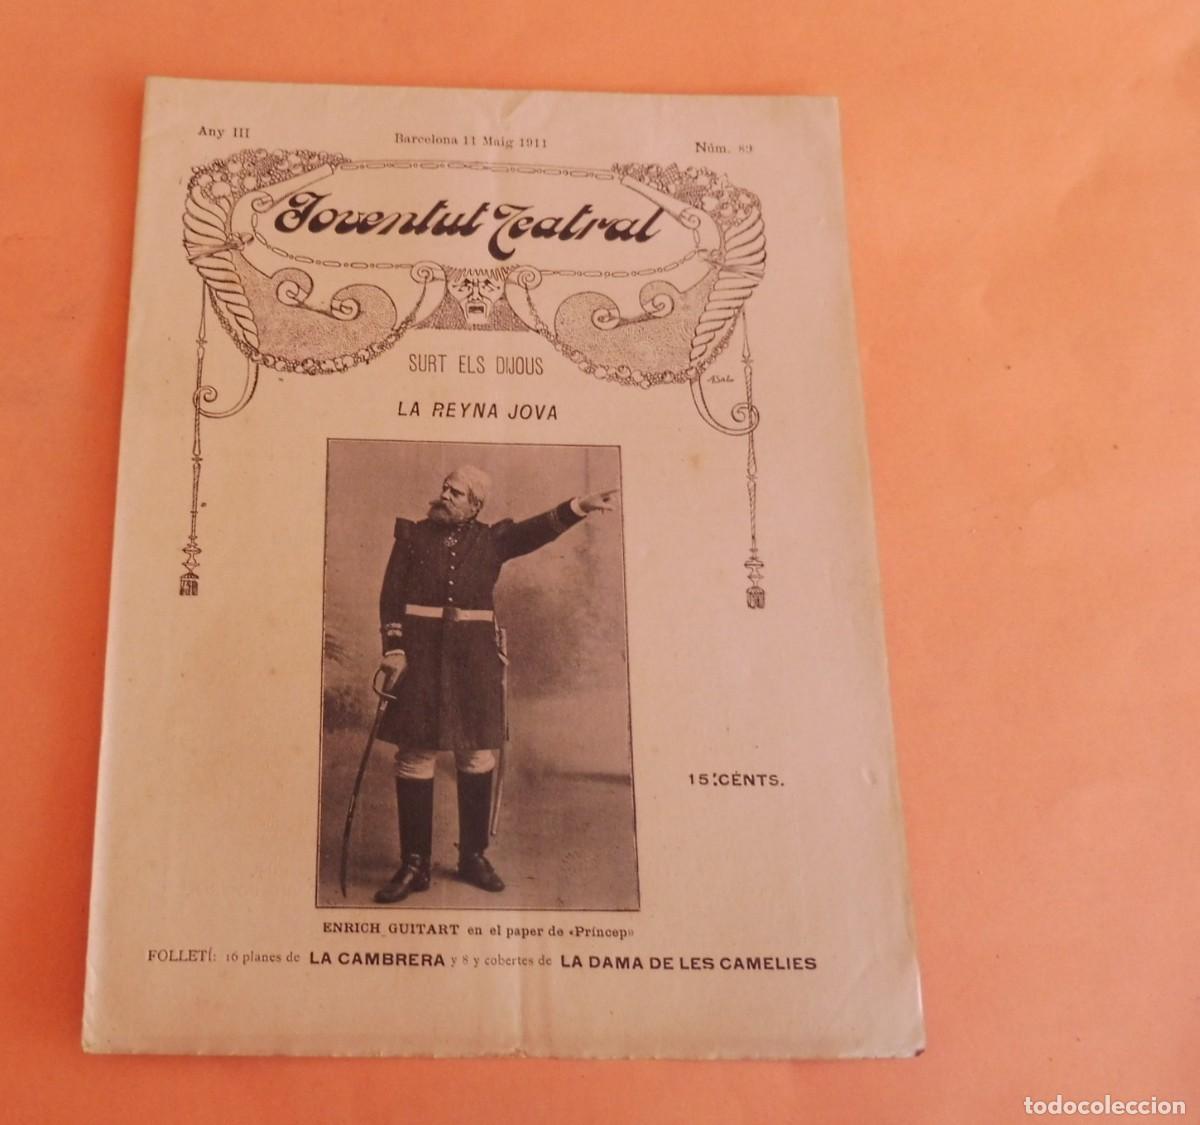 Any III
Barcelona 11 Maig 1911
Núm. 89
Joventut Teatral
SURT ELS DIJOUS
LA REYNA JOVA
15 CÉNTS.
ENRICH GUITART en el paper de «Príncep»
FOLLETÍ: 16 planes de LA CAMBRERA y 8 y cobertes de LA DAMA DE LES CAMELIES
todocoleccion